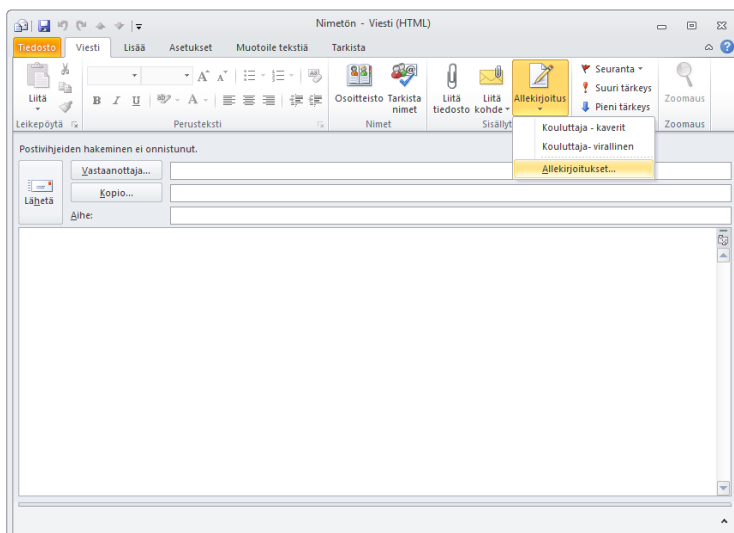 Nimetön - Viesti (HTML)
Tiedosto Viesti Lisää Asetukset Muotoile tekstiä Tarkista
Liitä
B I U A A A
Osoitteisto Tarkista nimet
Liitä tiedosto
Liitä kohde
Allekirjoitus
Seuranta
Suuri tärkeys
Pieni tärkeys
Zoomaus
Leikepöytä Perusteksti Nimet Sisällyt Zoomaus
Kouluttaja - kaverit
Kouluttaja- virallinen
Allekirjoitukset...
Postivihjeiden hakeminen ei onnistunut.
Lähetä
Vastaanottaja...
Kopio...
Aihe: